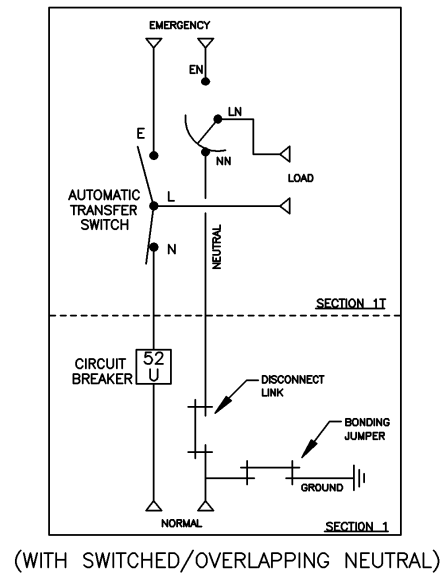 EMERGENCY
EN
LN
E
NN
LOAD
AUTOMATIC
TRANSFER
SWITCH
L
N
NEUTRAL
SECTION 1T
CIRCUIT
BREAKER
52
U
DISCONNECT
LINK
BONDING
JUMPER
GROUND
NORMAL
SECTION 1
(WITH SWITCHED/OVERLAPPING NEUTRAL)